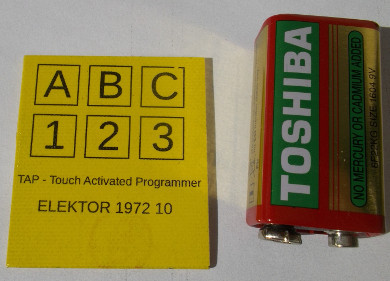 A B C
1 2 3
TAP - Touch Activated Programmer
ELEKTOR 1972 10
TOSHIBA
NO MERCURY OR CADMIUM ADDED